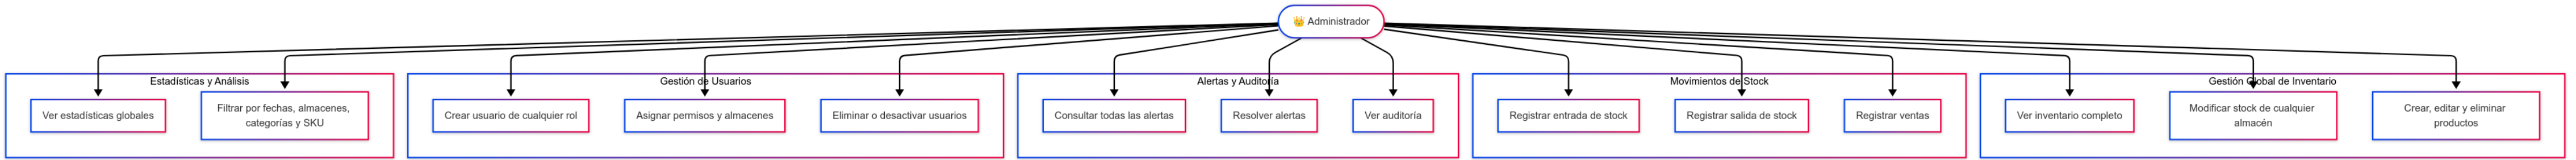 👑 Administrador
Estadísticas y Análisis
Ver estadísticas globales
Filtrar por fechas, almacenes,
categorías y SKU
Gestión de Usuarios
Crear usuario de cualquier rol
Asignar permisos y almacenes
Eliminar o desactivar usuarios
Alertas y Auditoría
Consultar todas las alertas
Resolver alertas
Ver auditoría
Movimientos de Stock
Registrar entrada de stock
Registrar salida de stock
Registrar ventas
Gestión Global de Inventario
Ver inventario completo
Modificar stock de cualquier
almacén
Crear, editar y eliminar
productos